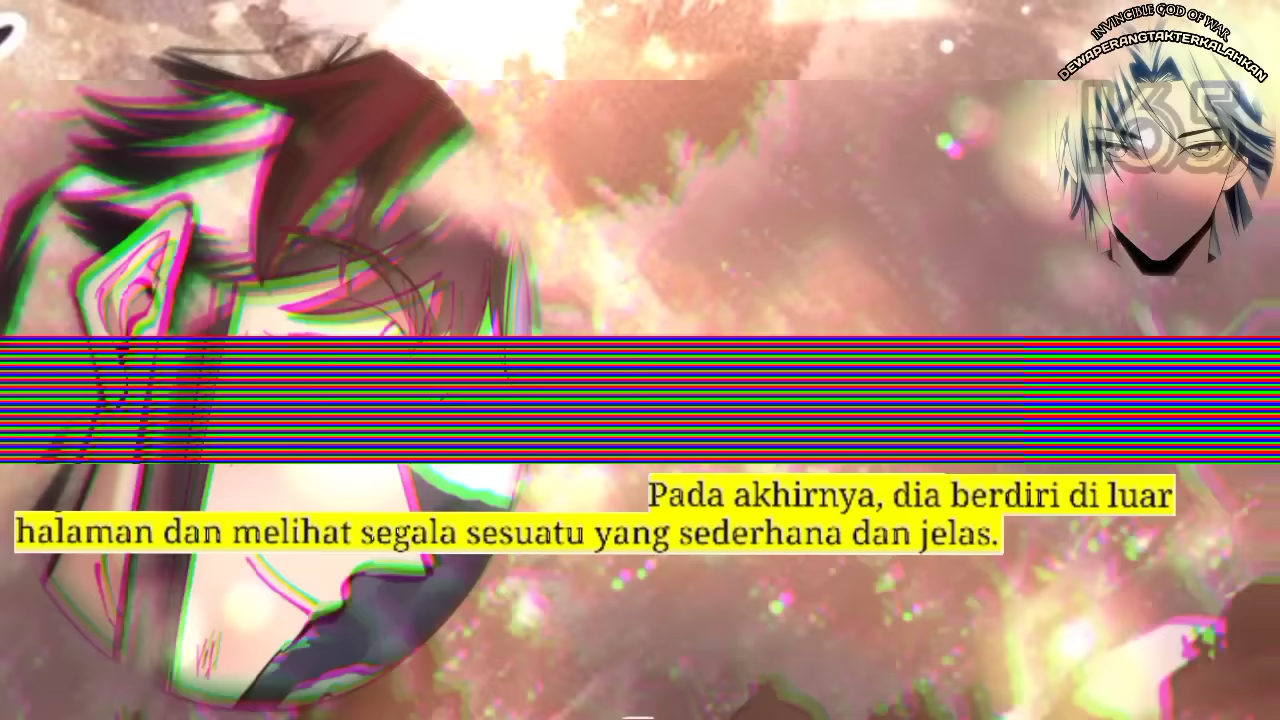 INVINCIBLE GOD OF WAR
DEWAPERANGTAKTERKALAHKAN
165
Pada akhirnya, dia berdiri di luar
halaman dan melihat segala sesuatu yang sederhana dan jelas.